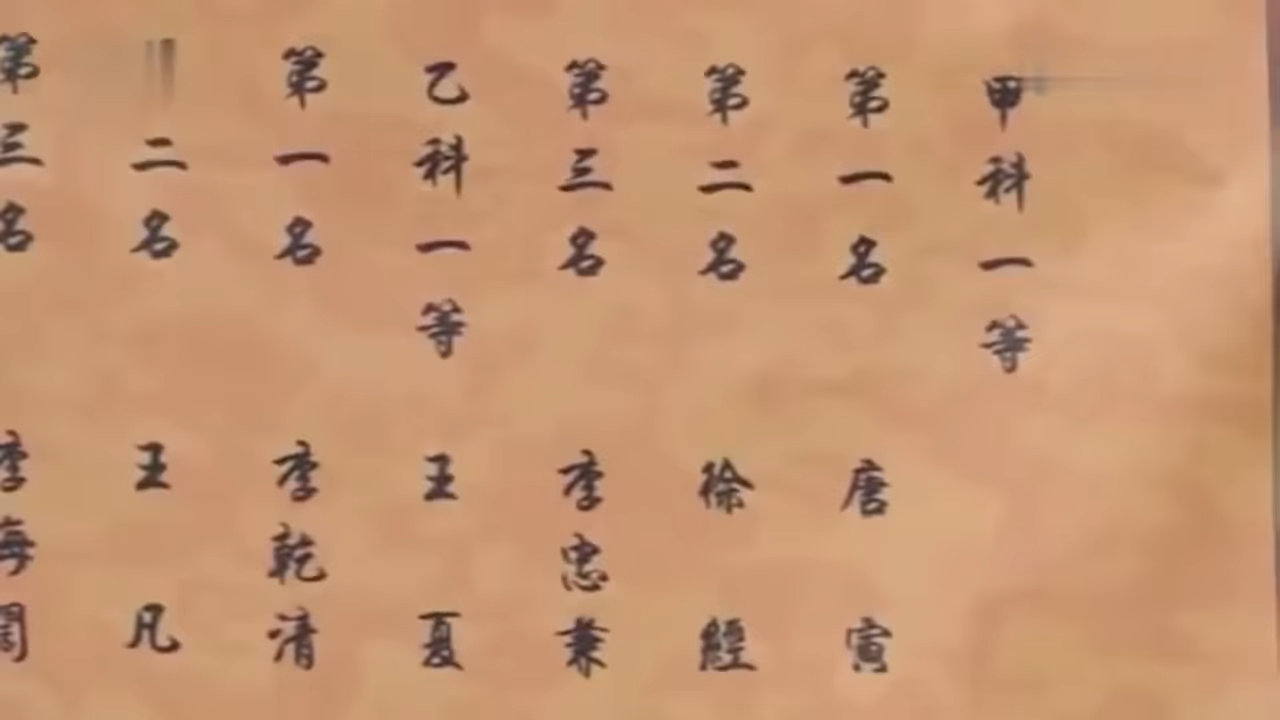 甲科一等
第一名 唐寅
第二名 徐經
第三名 李忠兼
乙科一等 王夏
第一名 李乾清
二名 王凡
第三名 李每